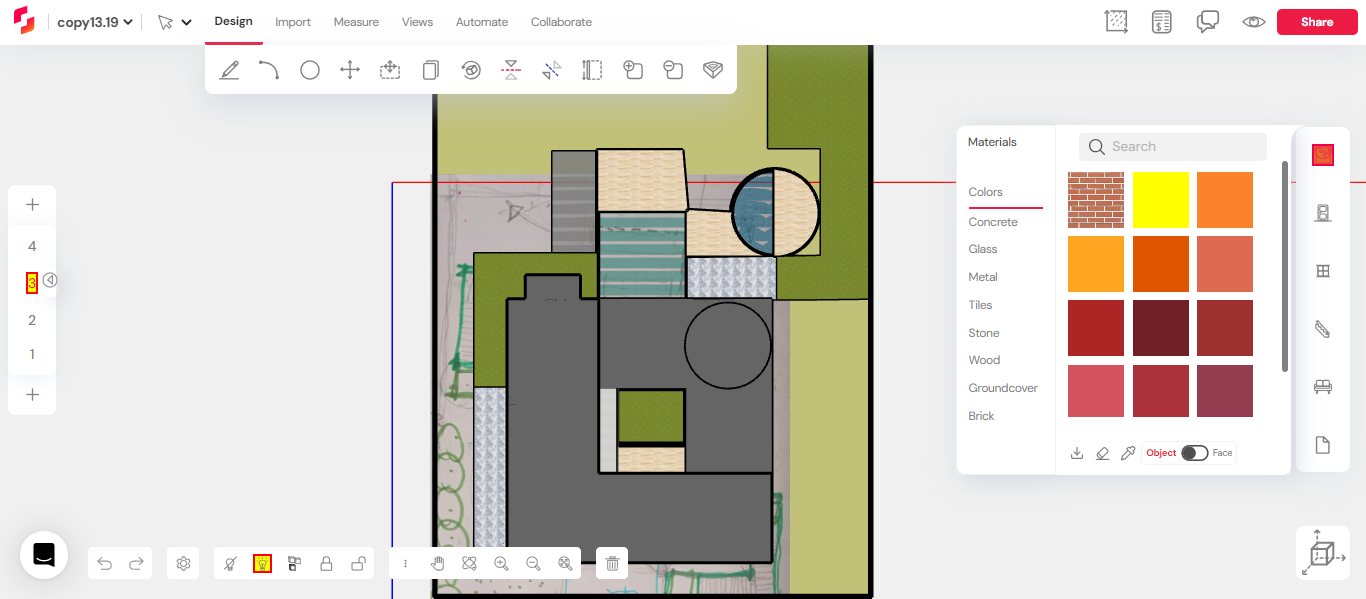 copy13.19
Design
Import
Measure
Views
Automate
Collaborate
Share
4
3
2
1
Materials
Search
Colors
Concrete
Glass
Metal
Tiles
Stone
Wood
Groundcover
Brick
Object
Face